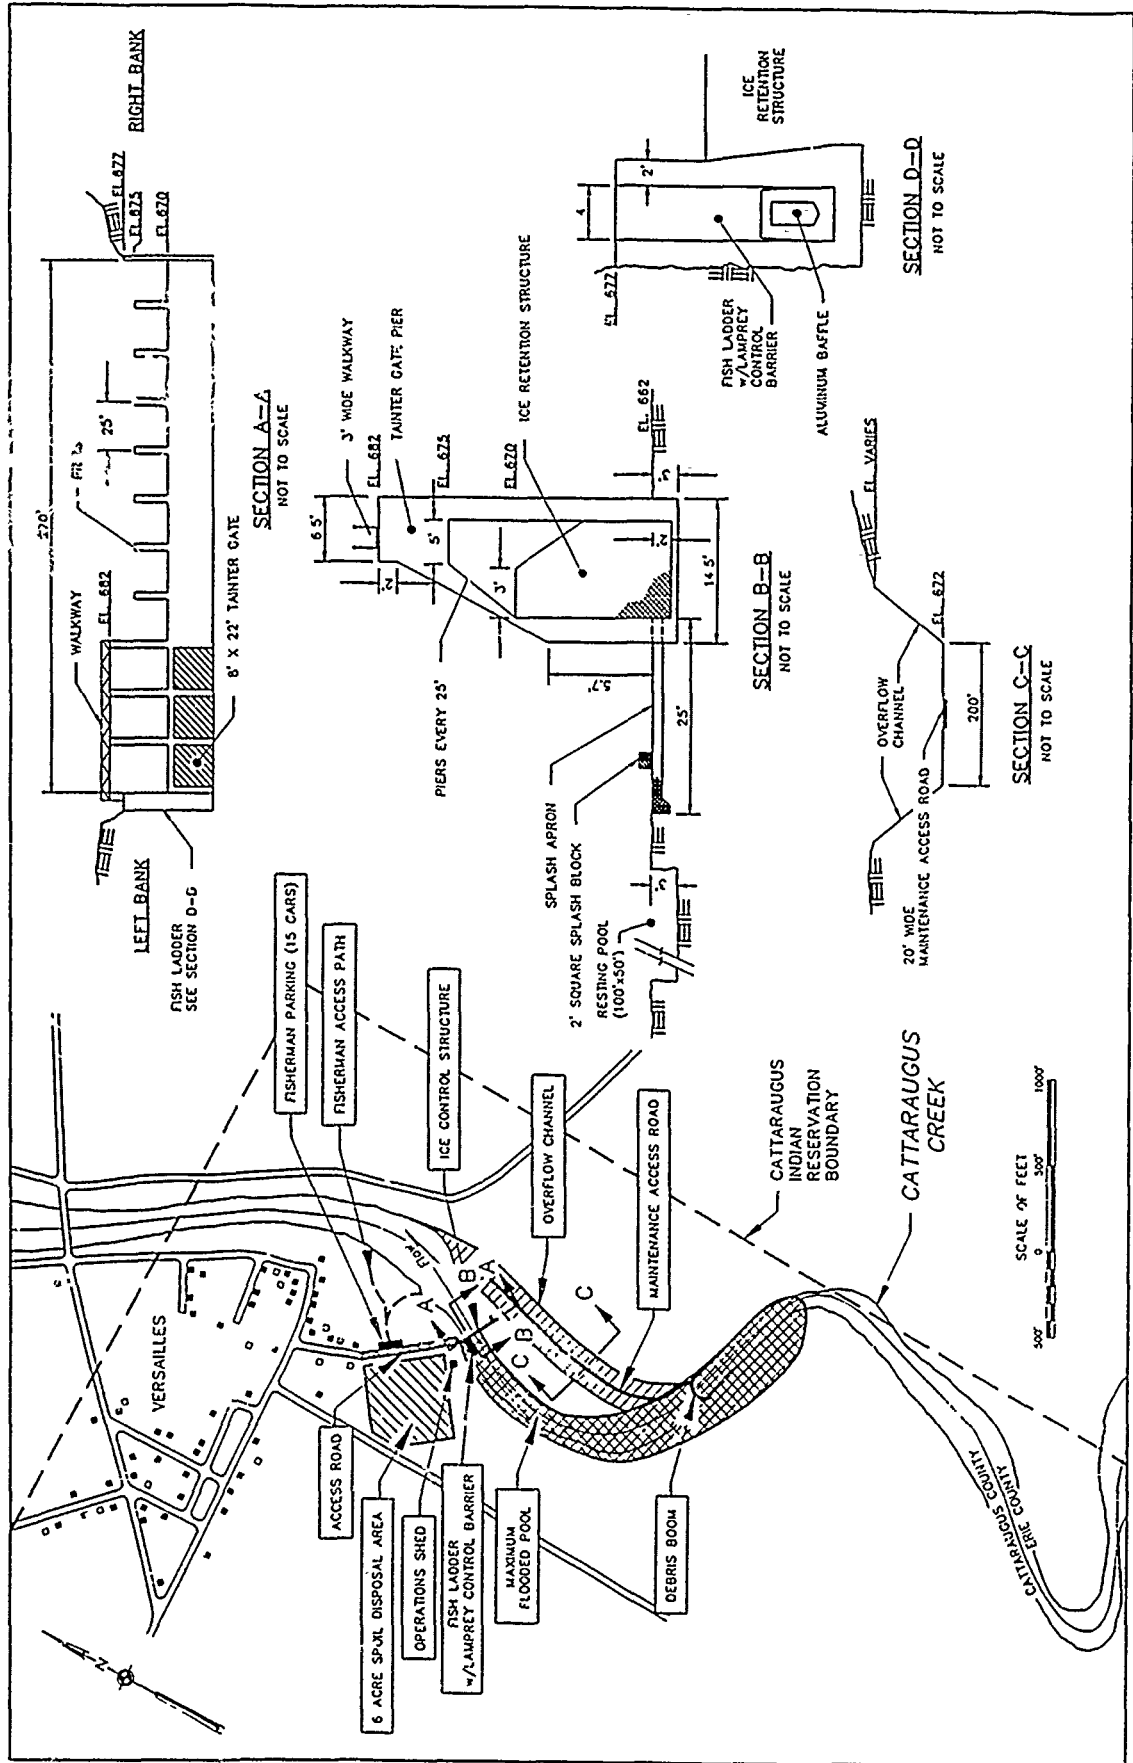 VERSAILLES
N
ACCESS ROAD
6 ACRE SPOIL DISPOSAL AREA
OPERATIONS SHED
FISH LADDER
w/LAMPREY CONTROL BARRIER
MAXIMUM
FLOODED POOL
DEBRIS BOOM
FISHERMAN PARKING (15 CARS)
FISHERMAN ACCESS PATH
ICE CONTROL STRUCTURE
OVERFLOW CHANNEL
MAINTENANCE ACCESS ROAD
FLOW
A
A
B
B
C
C
CATTARAUGUS
INDIAN
RESERVATION
BOUNDARY
CATTARAUGUS
CREEK
CATTARAUGUS COUNTY
ERIE COUNTY
SCALE OF FEET
500'
0
500'
1000'
LEFT BANK
RIGHT BANK
FISH LADDER
SEE SECTION D-D
WALKWAY
EL. 682
25'
8' X 22' TAINTER GATE
EL 677
EL 675
EL 670
SECTION A-A
NOT TO SCALE
6 5'
3' WIDE WALKWAY
EL 682
TAINTER GATE PIER
2'
5'
EL 675
3'
EL 670
ICE RETENTION STRUCTURE
PIERS EVERY 25'
5.7'
2'
EL. 662
14 5'
25'
SPLASH APRON
2' SQUARE SPLASH BLOCK
RESTING POOL
(100'x50')
SECTION B-B
NOT TO SCALE
OVERFLOW
CHANNEL
EL VARIES
EL 672
200'
20' WIDE
MAINTENANCE ACCESS ROAD
SECTION C-C
NOT TO SCALE
EL. 677
4
2'
ICE
RETENTION
STRUCTURE
FISH LADDER
w/LAMPREY
CONTROL
BARRIER
ALUMINUM BAFFLE
SECTION D-D
NOT TO SCALE